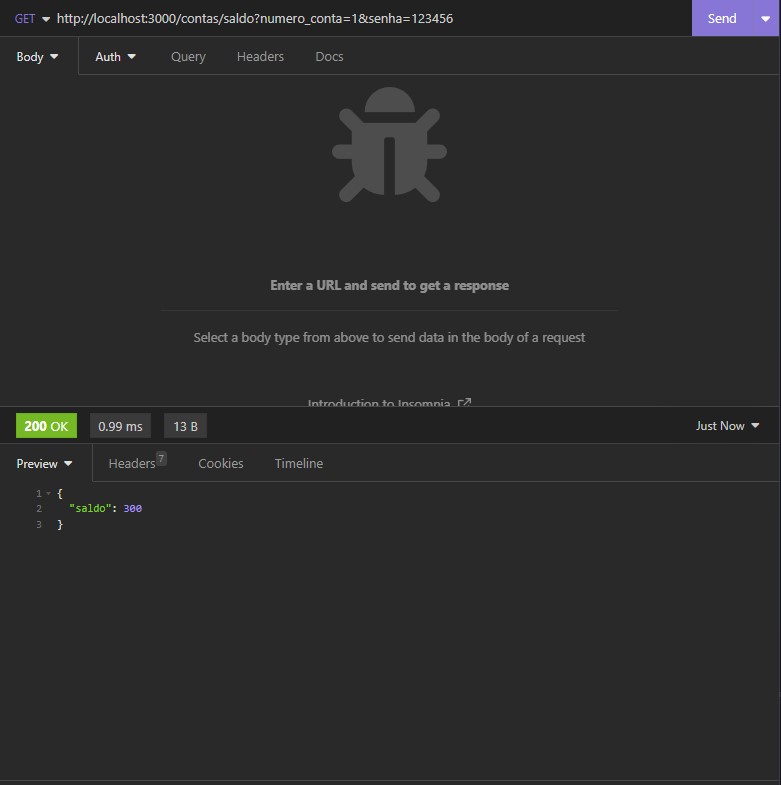 GET http://localhost:3000/contas/saldo?numero_conta=1&senha=123456 Send
Body Auth Query Headers Docs
Enter a URL and send to get a response
Select a body type from above to send data in the body of a request
Introduction to Insomnia
200 OK 0.99 ms 13 B Just Now
Preview Headers 7 Cookies Timeline
1 {
2 "saldo": 300
3 }